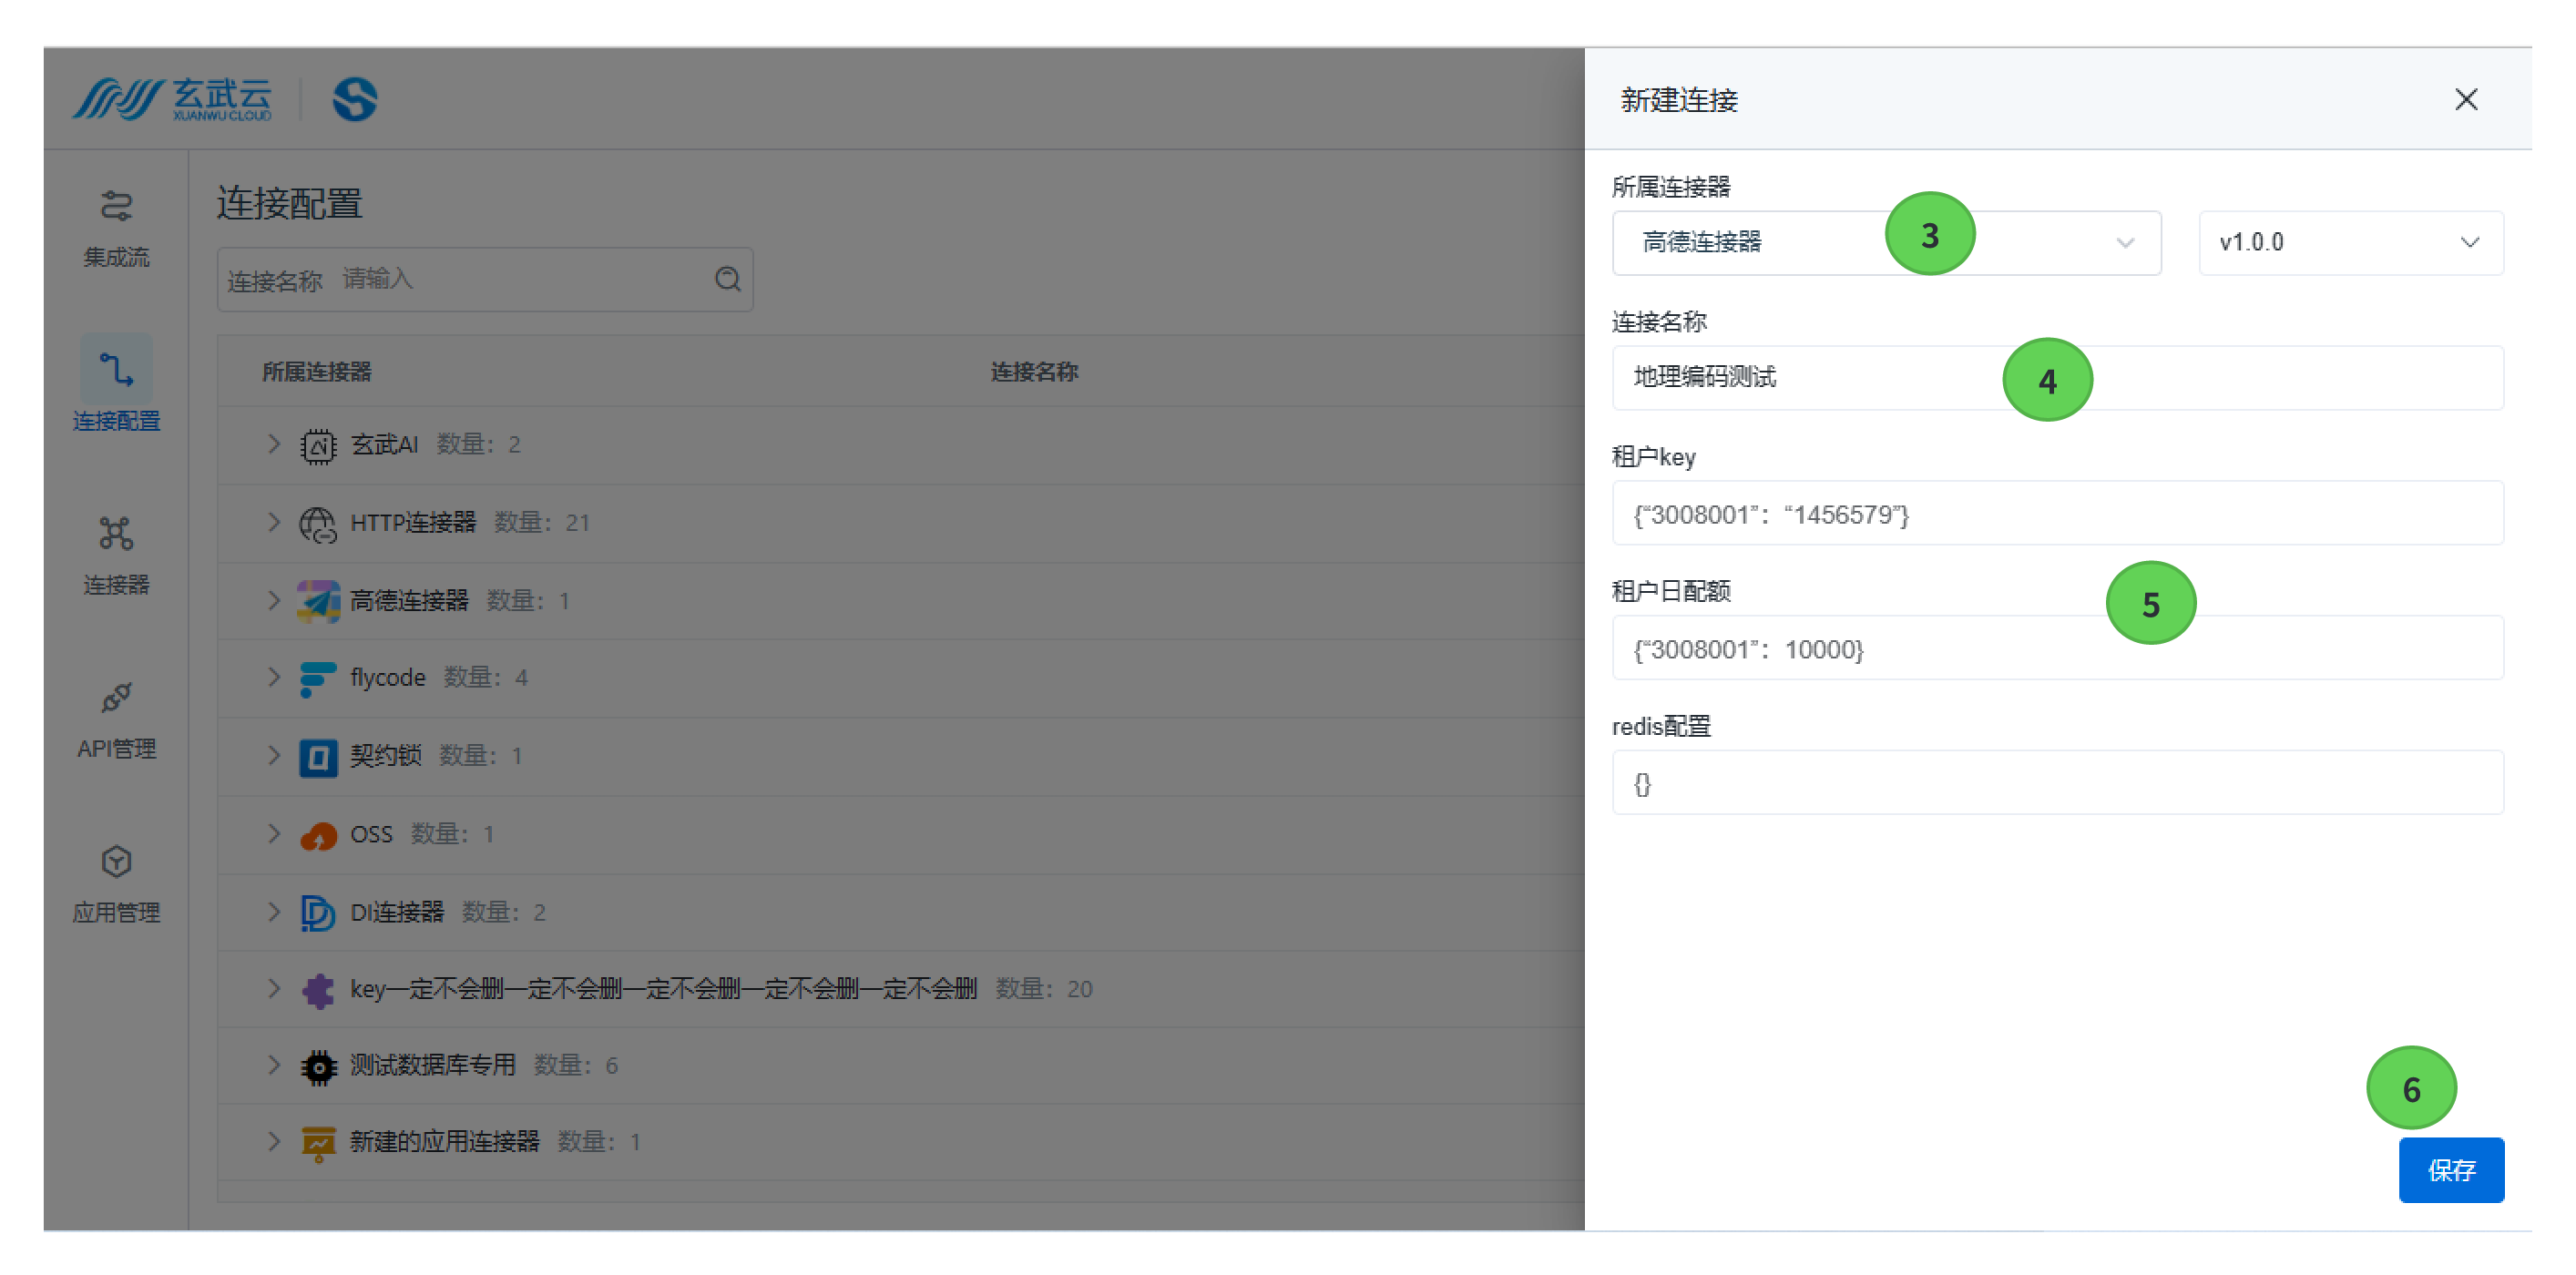 玄武云
XUANWU CLOUD
集成流
连接配置
连接器
API管理
应用管理
连接配置
连接名称 请输入
所属连接器 连接名称
玄武AI 数量：2
HTTP连接器 数量：21
高德连接器 数量：1
flycode 数量：4
契约锁 数量：1
OSS 数量：1
DI连接器 数量：2
key一定不会删一定不会删一定不会删一定不会删一定不会删 数量：20
测试数据库专用 数量：6
新建的应用连接器 数量：1
新建连接
所属连接器
高德连接器 3 v1.0.0
连接名称
地理编码测试 4
租户key
{“3008001”：“1456579”}
租户日配额
5
{“3008001”：10000}
redis配置
{}
6
保存